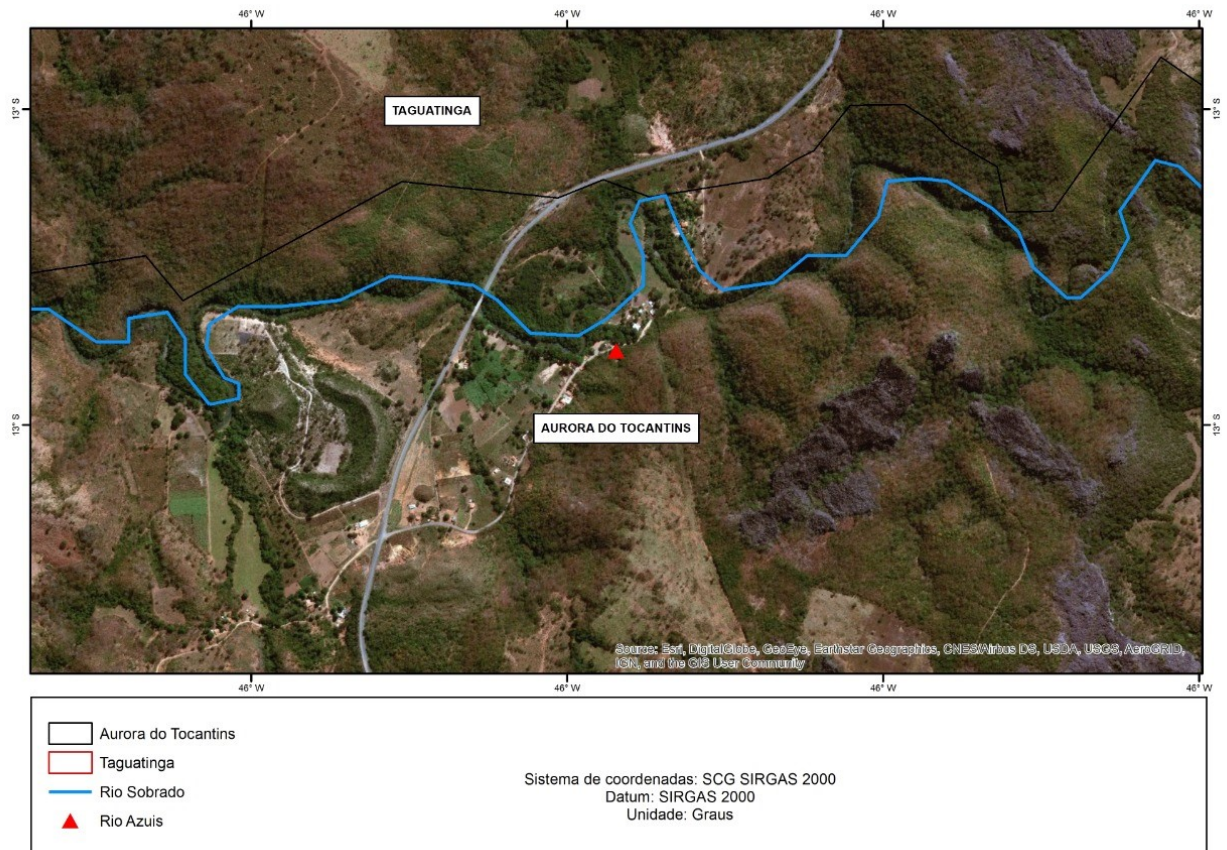 46° W 46° W 46° W 46° W
13° S 13° S
TAGUATINGA
AURORA DO TOCANTINS
13° S 13° S
Source: Esri, DigitalGlobe, GeoEye, Earthstar Geographics, CNES/Airbus DS, USDA, USGS, AeroGRID,
IGN, and the GIS User Community
46° W 46° W 46° W 46° W
Aurora do Tocantins
Taguatinga
Rio Sobrado
Rio Azuis
Sistema de coordenadas: SCG SIRGAS 2000
Datum: SIRGAS 2000
Unidade: Graus